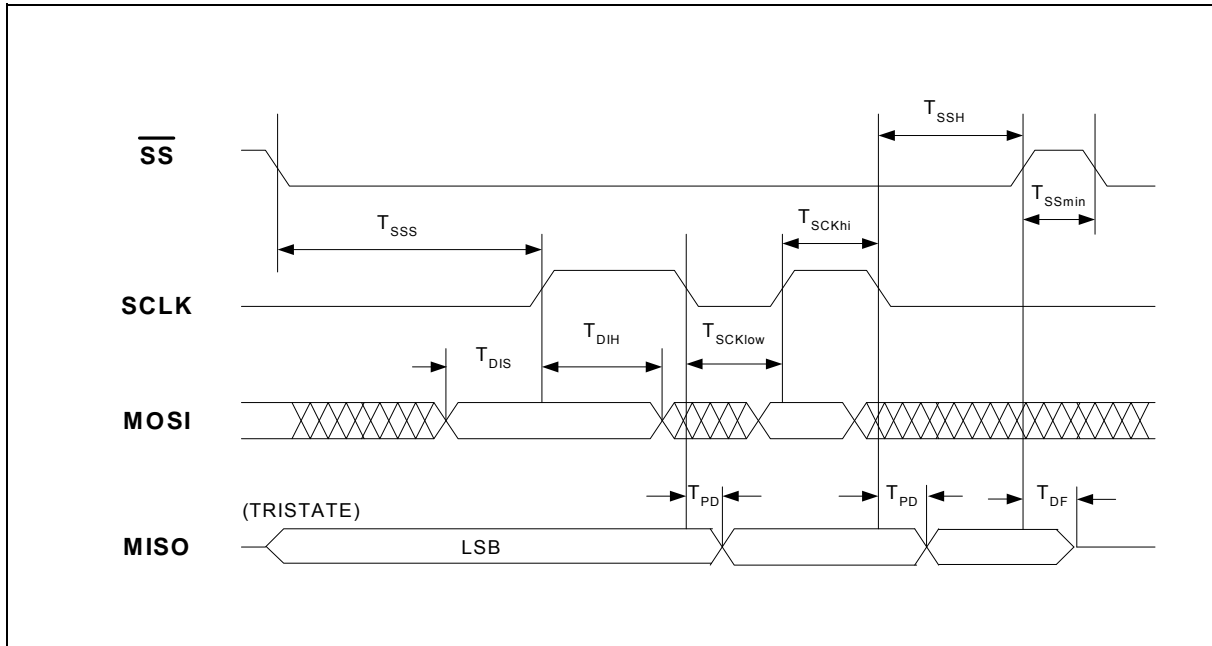 T_SSH
SS
T_SSmin
T_SSS
T_SCKhi
SCLK
T_DIH
T_SCKlow
T_DIS
MOSI
T_PD
T_PD
T_DF
(TRISTATE)
MISO
LSB